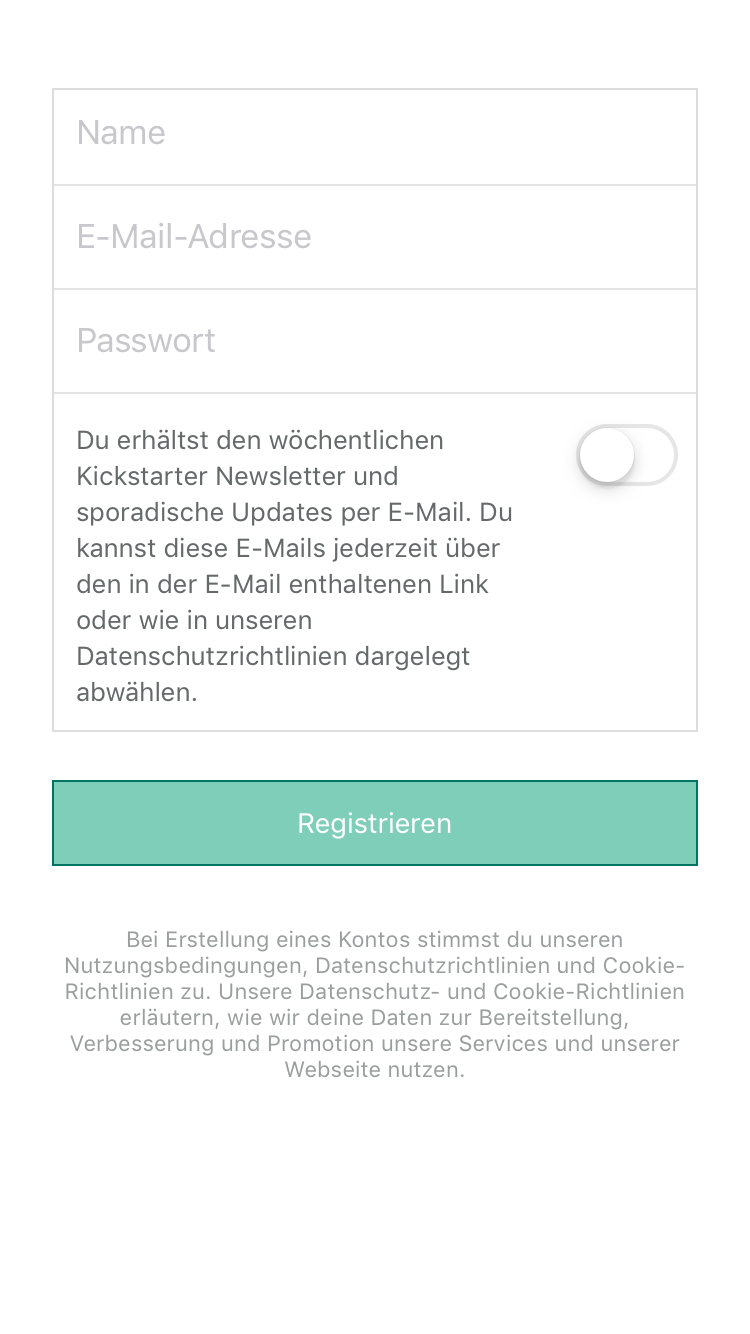 Name
E-Mail-Adresse
Passwort
Du erhältst den wöchentlichen
Kickstarter Newsletter und
sporadische Updates per E-Mail. Du
kannst diese E-Mails jederzeit über
den in der E-Mail enthaltenen Link
oder wie in unseren
Datenschutzrichtlinien dargelegt
abwählen.
Registrieren
Bei Erstellung eines Kontos stimmst du unseren
Nutzungsbedingungen, Datenschutzrichtlinien und Cookie-
Richtlinien zu. Unsere Datenschutz- und Cookie-Richtlinien
erläutern, wie wir deine Daten zur Bereitstellung,
Verbesserung und Promotion unsere Services und unserer
Webseite nutzen.